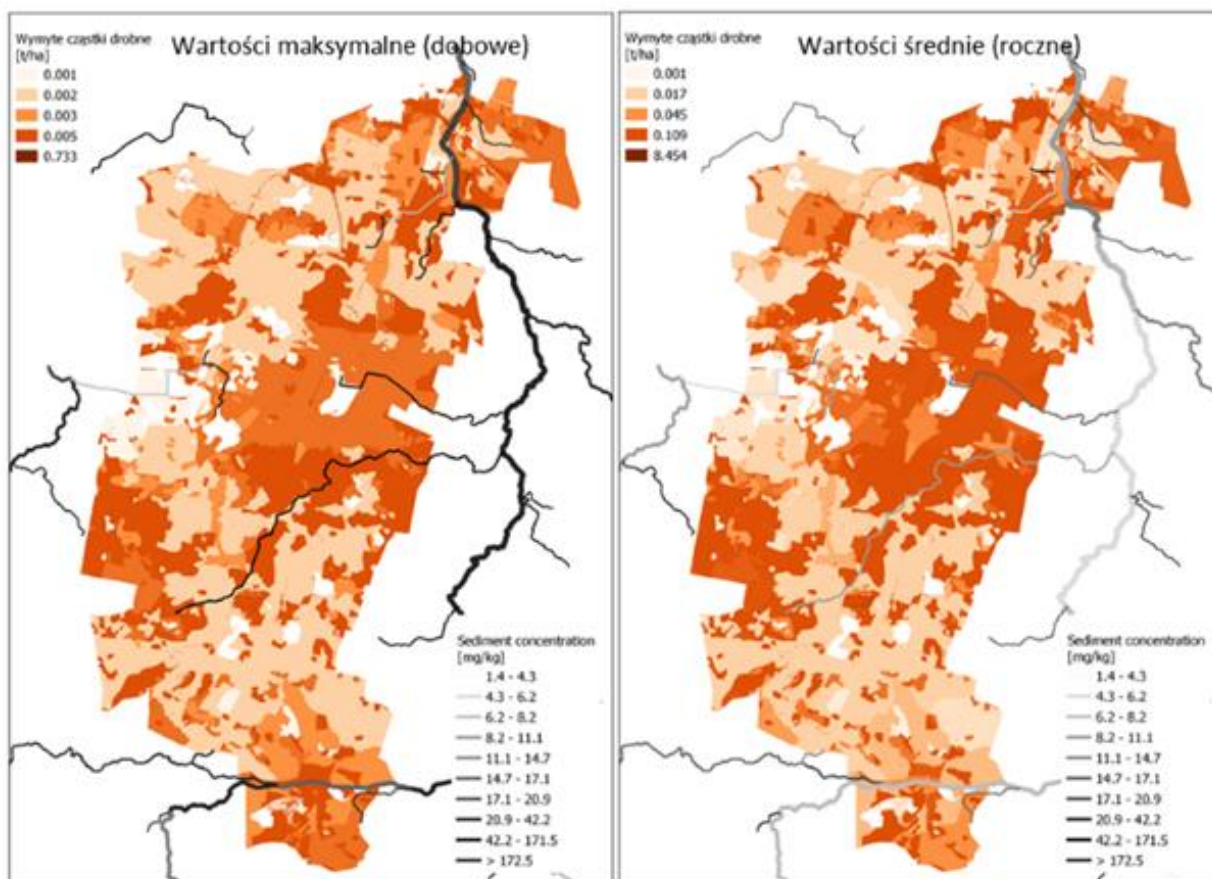 Wartości maksymalne (dobowe)
Wymyte cząstki drobne
[t/ha]
0.001
0.002
0.003
0.005
0.733
Sediment concentration
[mg/kg]
1.4 - 4.3
4.3 - 6.2
6.2 - 8.2
8.2 - 11.1
11.1 - 14.7
14.7 - 17.1
17.1 - 20.9
20.9 - 42.2
42.2 - 171.5
> 172.5
Wartości średnie (roczne)
Wymyte cząstki drobne
[t/ha]
0.001
0.017
0.045
0.109
8.454
Sediment concentration
[mg/kg]
1.4 - 4.3
4.3 - 6.2
6.2 - 8.2
8.2 - 11.1
11.1 - 14.7
14.7 - 17.1
17.1 - 20.9
20.9 - 42.2
42.2 - 171.5
> 172.5